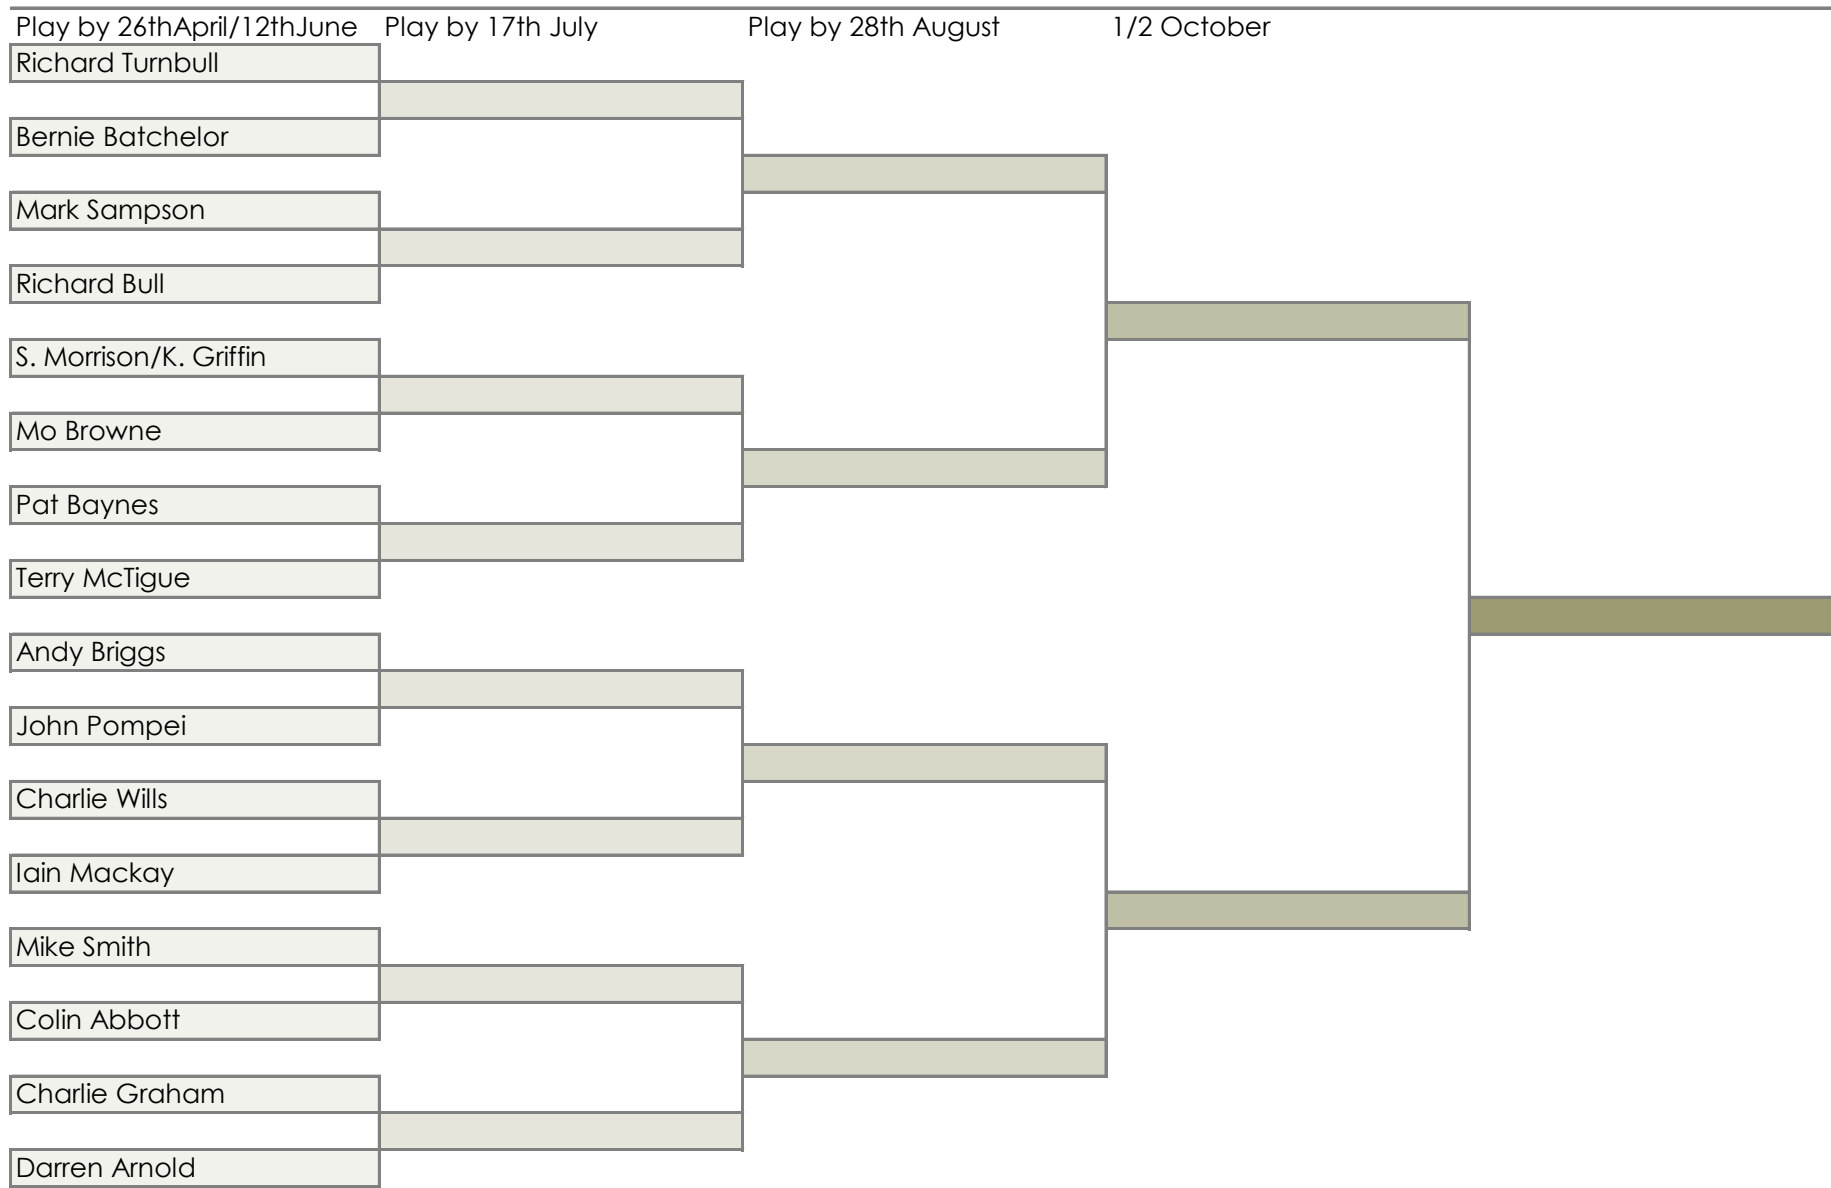 Play by 26thApril/12thJune Play by 17th July Play by 28th August 1/2 October
Richard Turnbull
Bernie Batchelor
Mark Sampson
Richard Bull
S. Morrison/K. Griffin
Mo Browne
Pat Baynes
Terry McTigue
Andy Briggs
John Pompei
Charlie Wills
Iain Mackay
Mike Smith
Colin Abbott
Charlie Graham
Darren Arnold